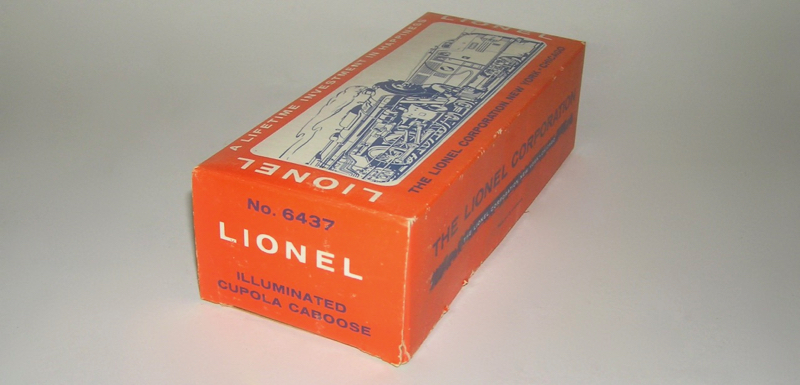 LIONEL
A LIFETIME INVESTMENT IN HAPPINESS
THE LIONEL CORPORATION NEW YORK • CHICAGO
LIONEL
No. 6437
LIONEL
ILLUMINATED
CUPOLA CABOOSE
THE LIONEL CORPORATION